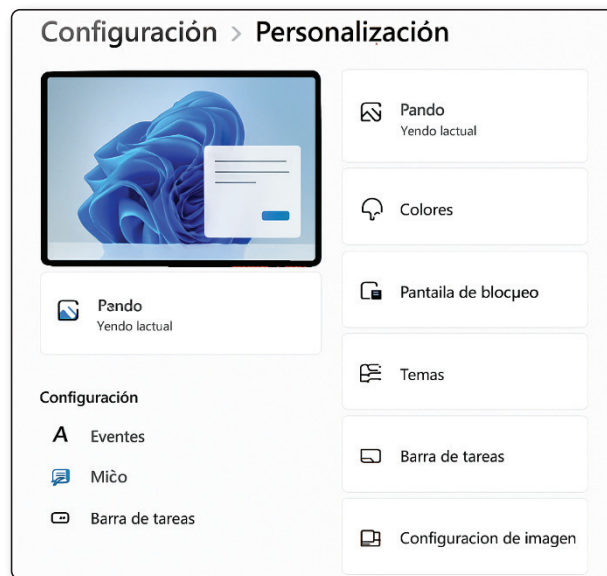 Configuración > Personalización
Pando
Yendo lactual
Configuración
A Eventes
Mičo
Barra de tareas
Pando
Yendo lactual
Colores
Pantaila de blocµeo
Temas
Barra de tareas
Configuracion de imagen